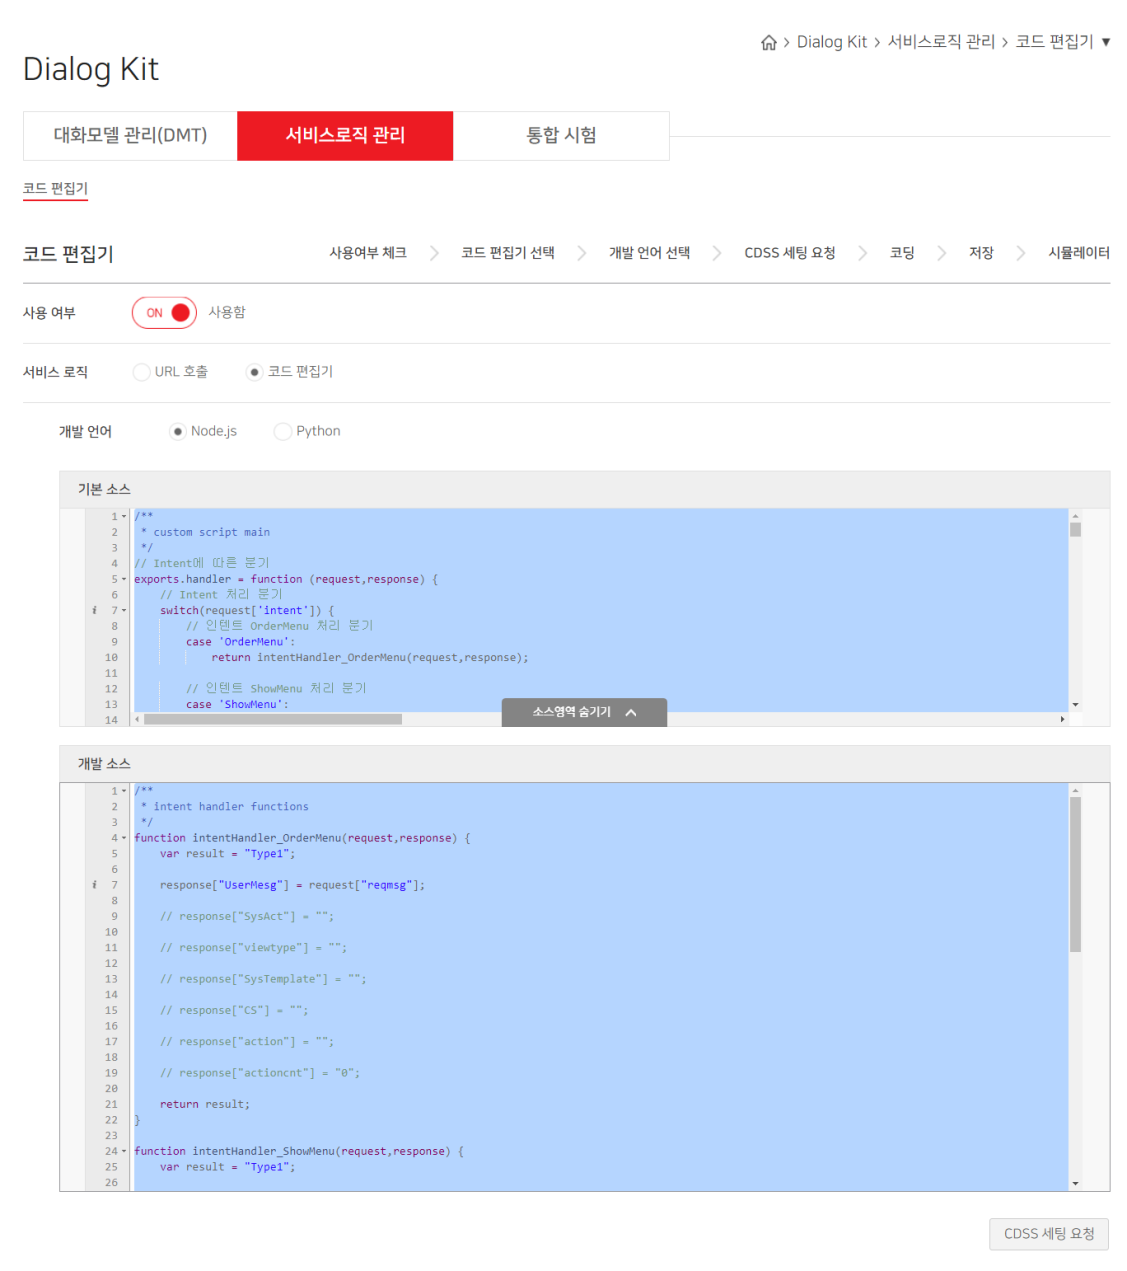 > Dialog Kit > 서비스로직 관리 > 코드 편집기 ▼
Dialog Kit
대화모델 관리(DMT) 서비스로직 관리 통합 시험
코드 편집기
코드 편집기 사용여부 체크 > 코드 편집기 선택 > 개발 언어 선택 > CDSS 세팅 요청 > 코딩 > 저장 > 시뮬레이터
사용 여부 ON 사용함
서비스 로직 URL 호출 코드 편집기
개발 언어 Node.js Python
기본 소스
1 /**
2  * custom script main
3  */
4 // Intent에 따른 분기
5 exports.handler = function (request,response) {
6     // Intent 처리 분기
i 7     switch(request['intent']) {
8         // 인텐트 OrderMenu 처리 분기
9         case 'OrderMenu':
10             return intentHandler_OrderMenu(request,response);
11
12         // 인텐트 ShowMenu 처리 분기
13         case 'ShowMenu':
14
소스영역 숨기기
개발 소스
1 /**
2  * intent handler functions
3  */
4 function intentHandler_OrderMenu(request,response) {
5     var result = "Type1";
6
i 7     response["UserMesg"] = request["reqmsg"];
8
9     // response["SysAct"] = "";
10
11     // response["viewtype"] = "";
12
13     // response["SysTemplate"] = "";
14
15     // response["CS"] = "";
16
17     // response["action"] = "";
18
19     // response["actioncnt"] = "0";
20
21     return result;
22 }
23
24 function intentHandler_ShowMenu(request,response) {
25     var result = "Type1";
26
CDSS 세팅 요청